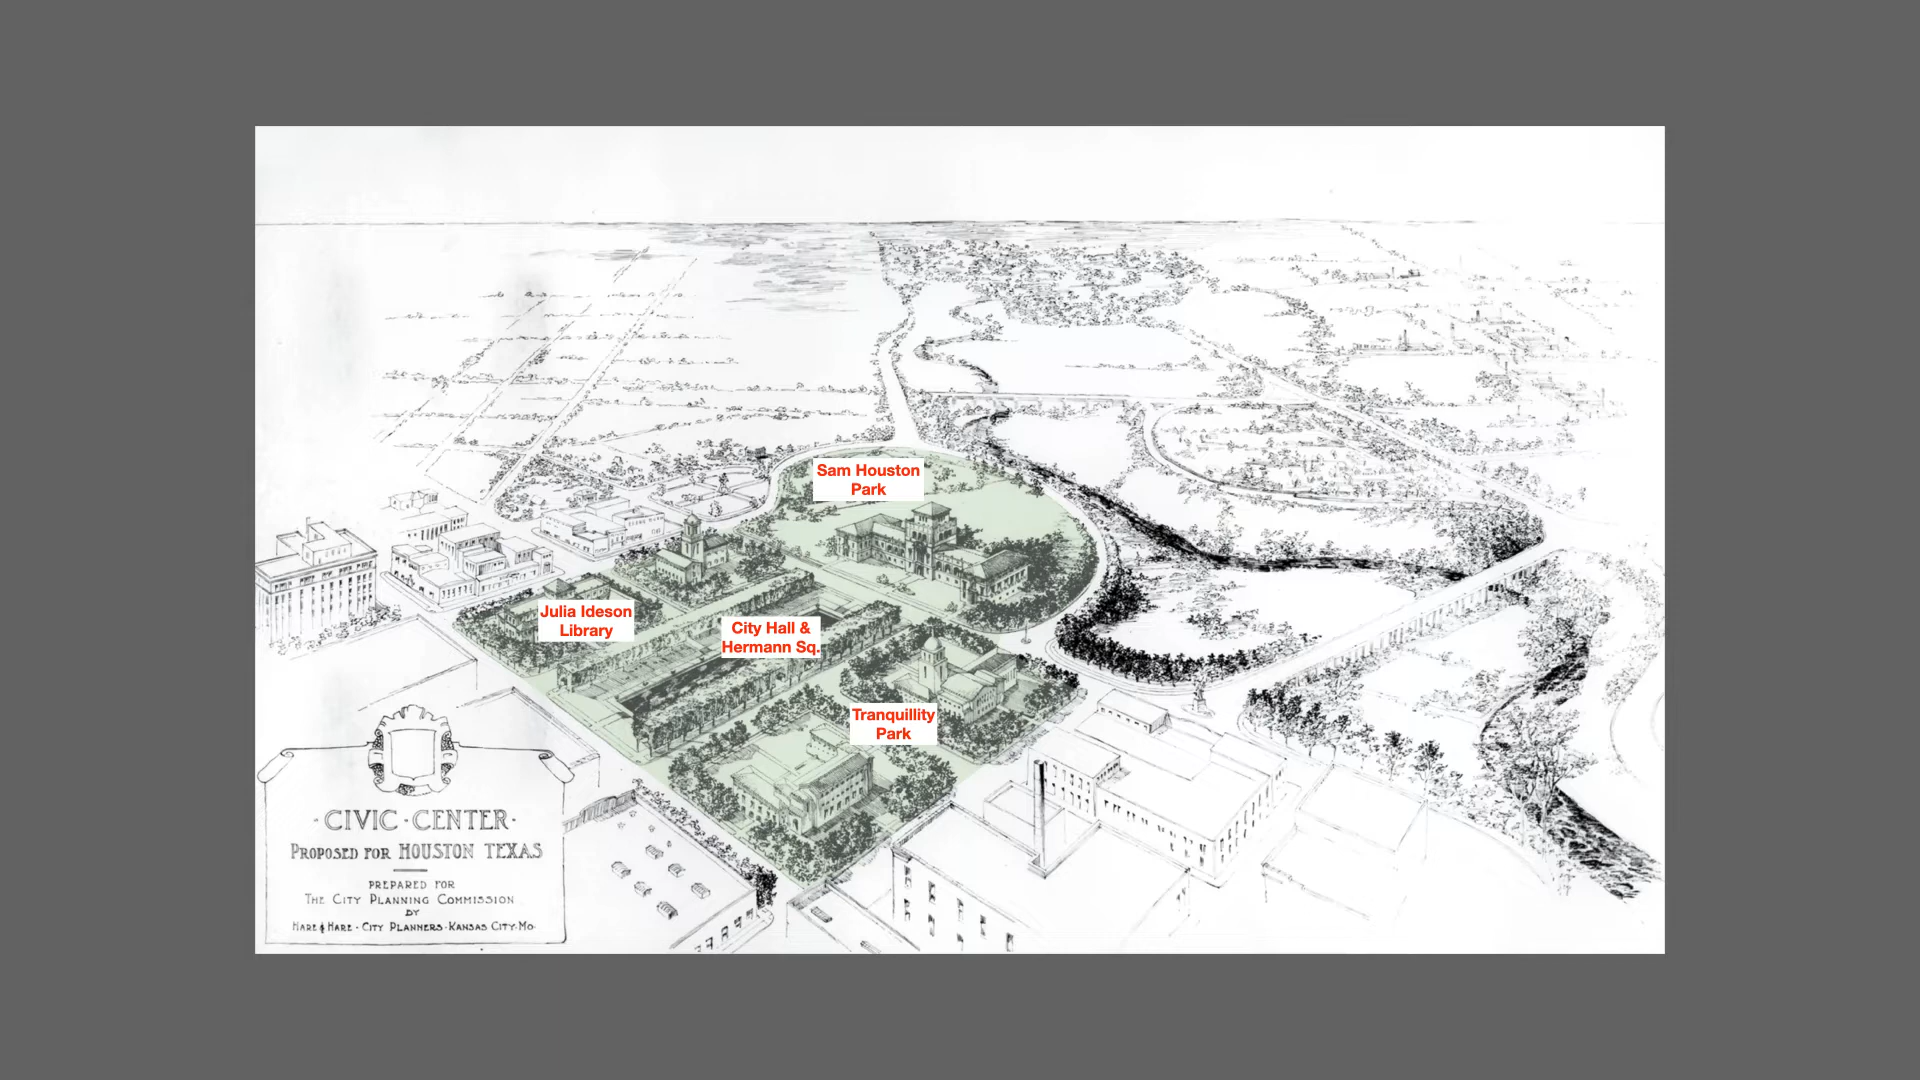 Sam Houston
Park
Julia Ideson
Library
City Hall &
Hermann Sq.
Tranquillity
Park
·CIVIC·CENTER·
PROPOSED FOR HOUSTON TEXAS
PREPARED FOR
THE CITY PLANNING COMMISSION
BY
HARE & HARE · CITY PLANNERS · KANSAS CITY · MO·